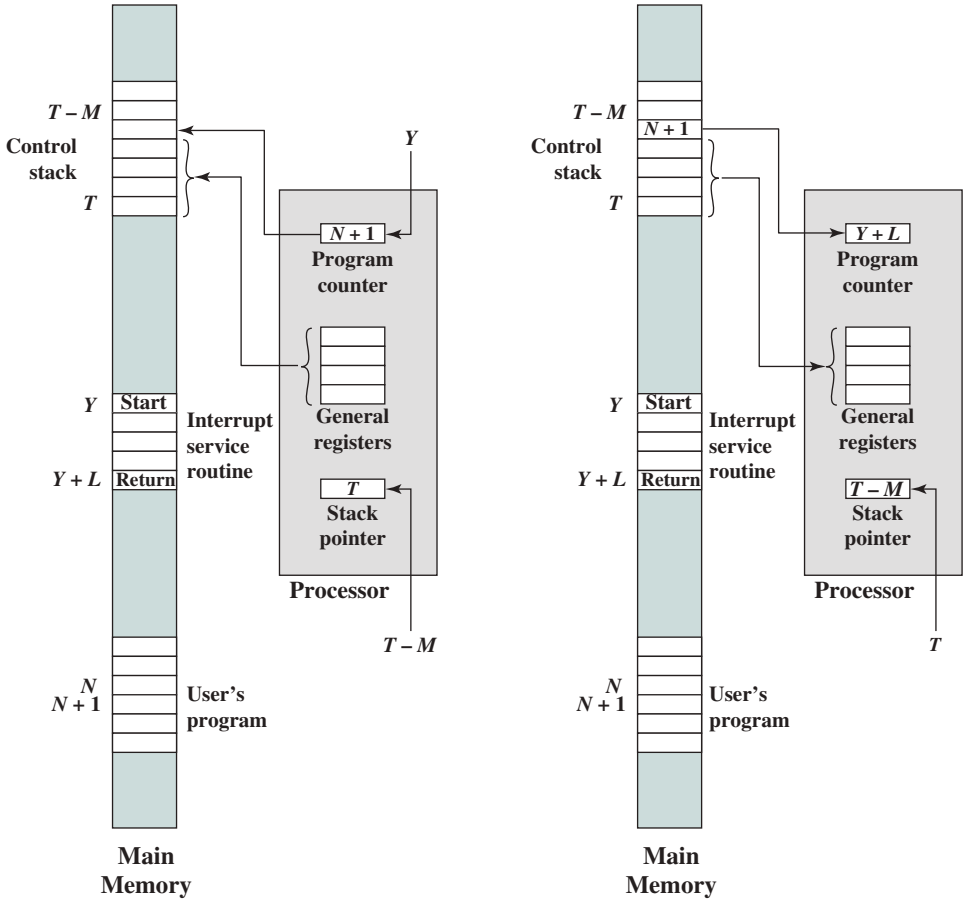 T – M
Control
stack
T
Y
N + 1
Program
counter
Y
Start
Interrupt
service
routine
General
registers
Y + L
Return
T
Stack
pointer
Processor
T – M
N
N + 1
User's
program
Main
Memory
T – M
N + 1
Control
stack
T
Y + L
Program
counter
Y
Start
Interrupt
service
routine
General
registers
Y + L
Return
T – M
Stack
pointer
Processor
T
N
N + 1
User's
program
Main
Memory